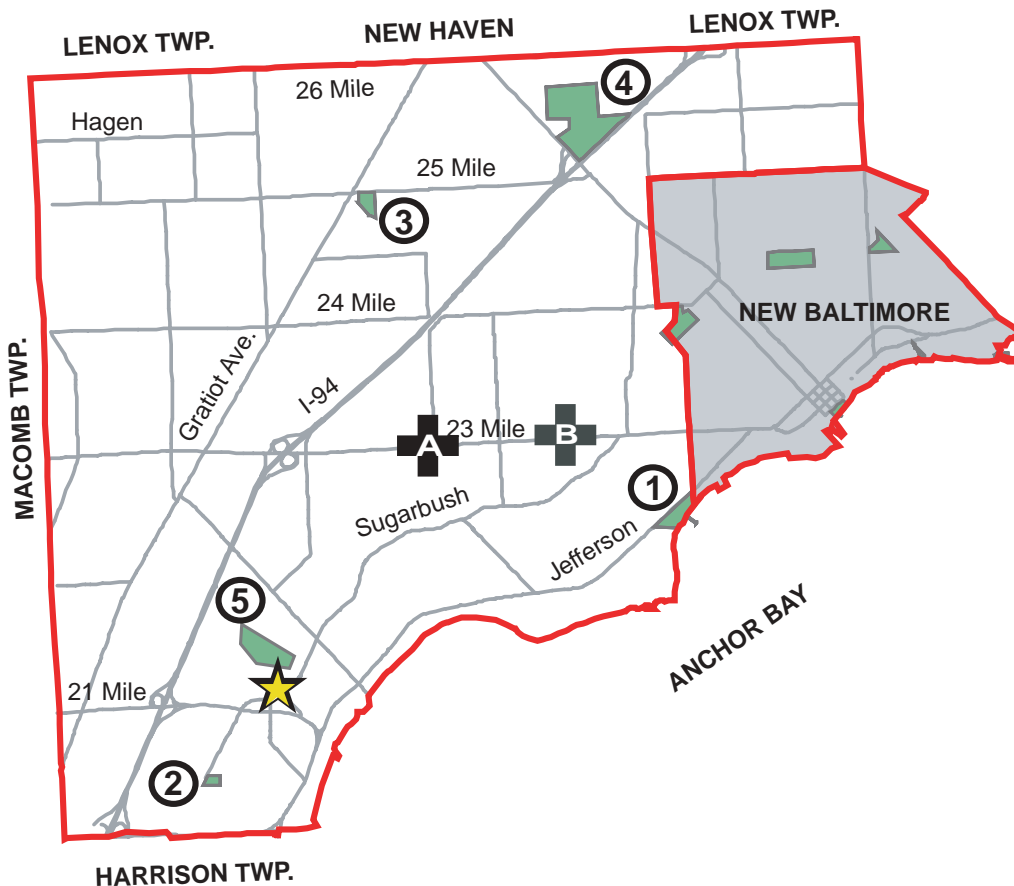 LENOX TWP.
NEW HAVEN
LENOX TWP.
26 Mile
4
Hagen
25 Mile
3
24 Mile
NEW BALTIMORE
Gratiot Ave.
I-94
MACOMB TWP.
A
23 Mile
B
1
Sugarbush
Jefferson
5
ANCHOR BAY
21 Mile
2
HARRISON TWP.